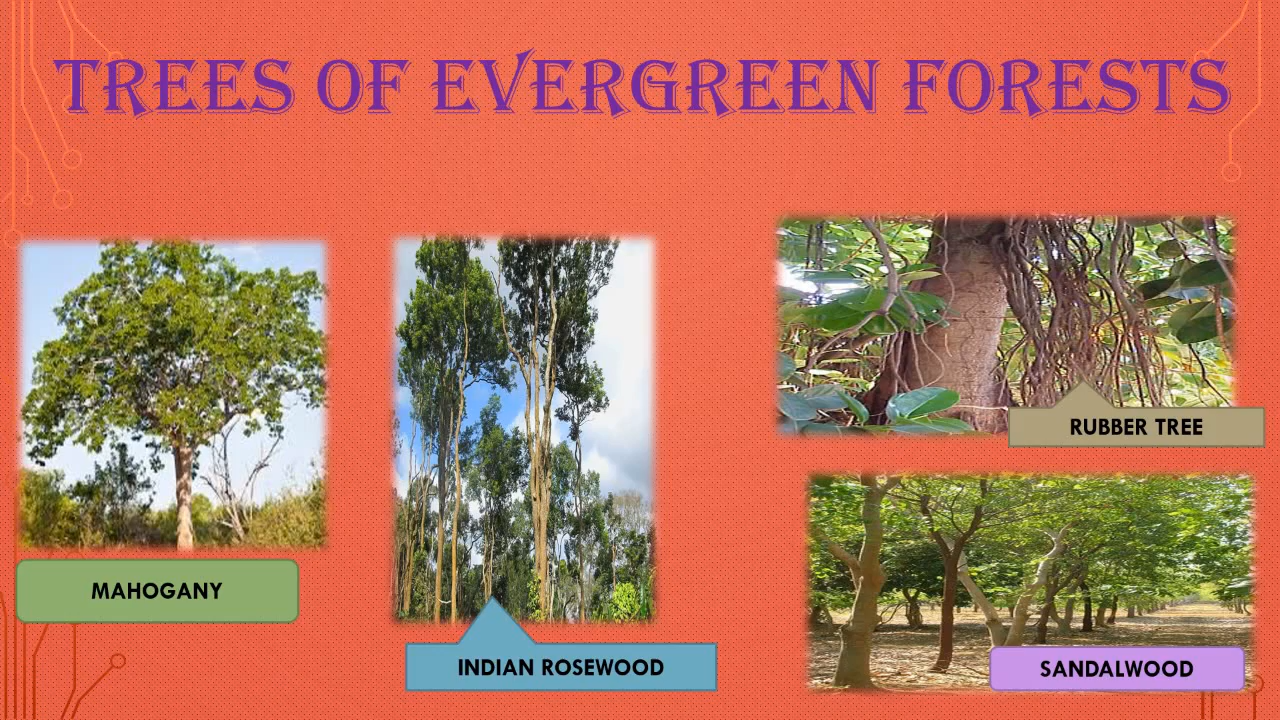 TREES OF EVERGREEN FORESTS
MAHOGANY
INDIAN ROSEWOOD
RUBBER TREE
SANDALWOOD